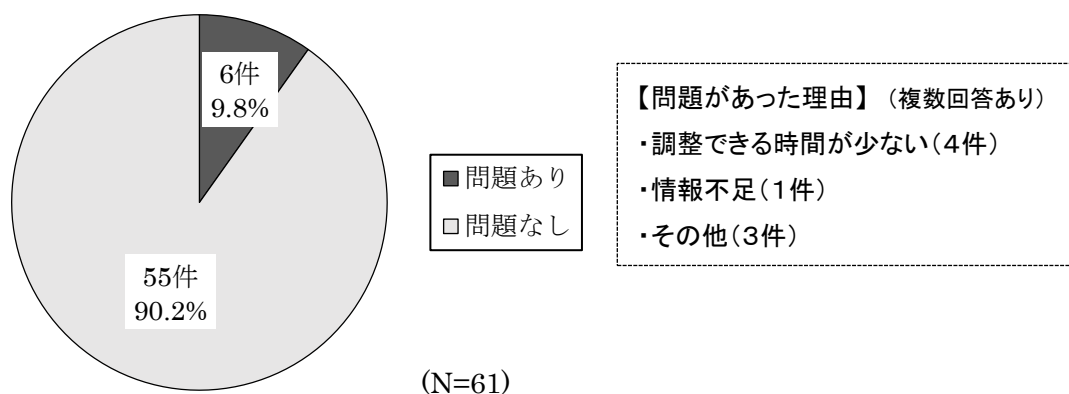 6件
9.8%
55件
90.2%
■問題あり
□問題なし
(N=61)
【問題があった理由】 (複数回答あり)
・調整できる時間が少ない(4件)
・情報不足(1件)
・その他(3件)